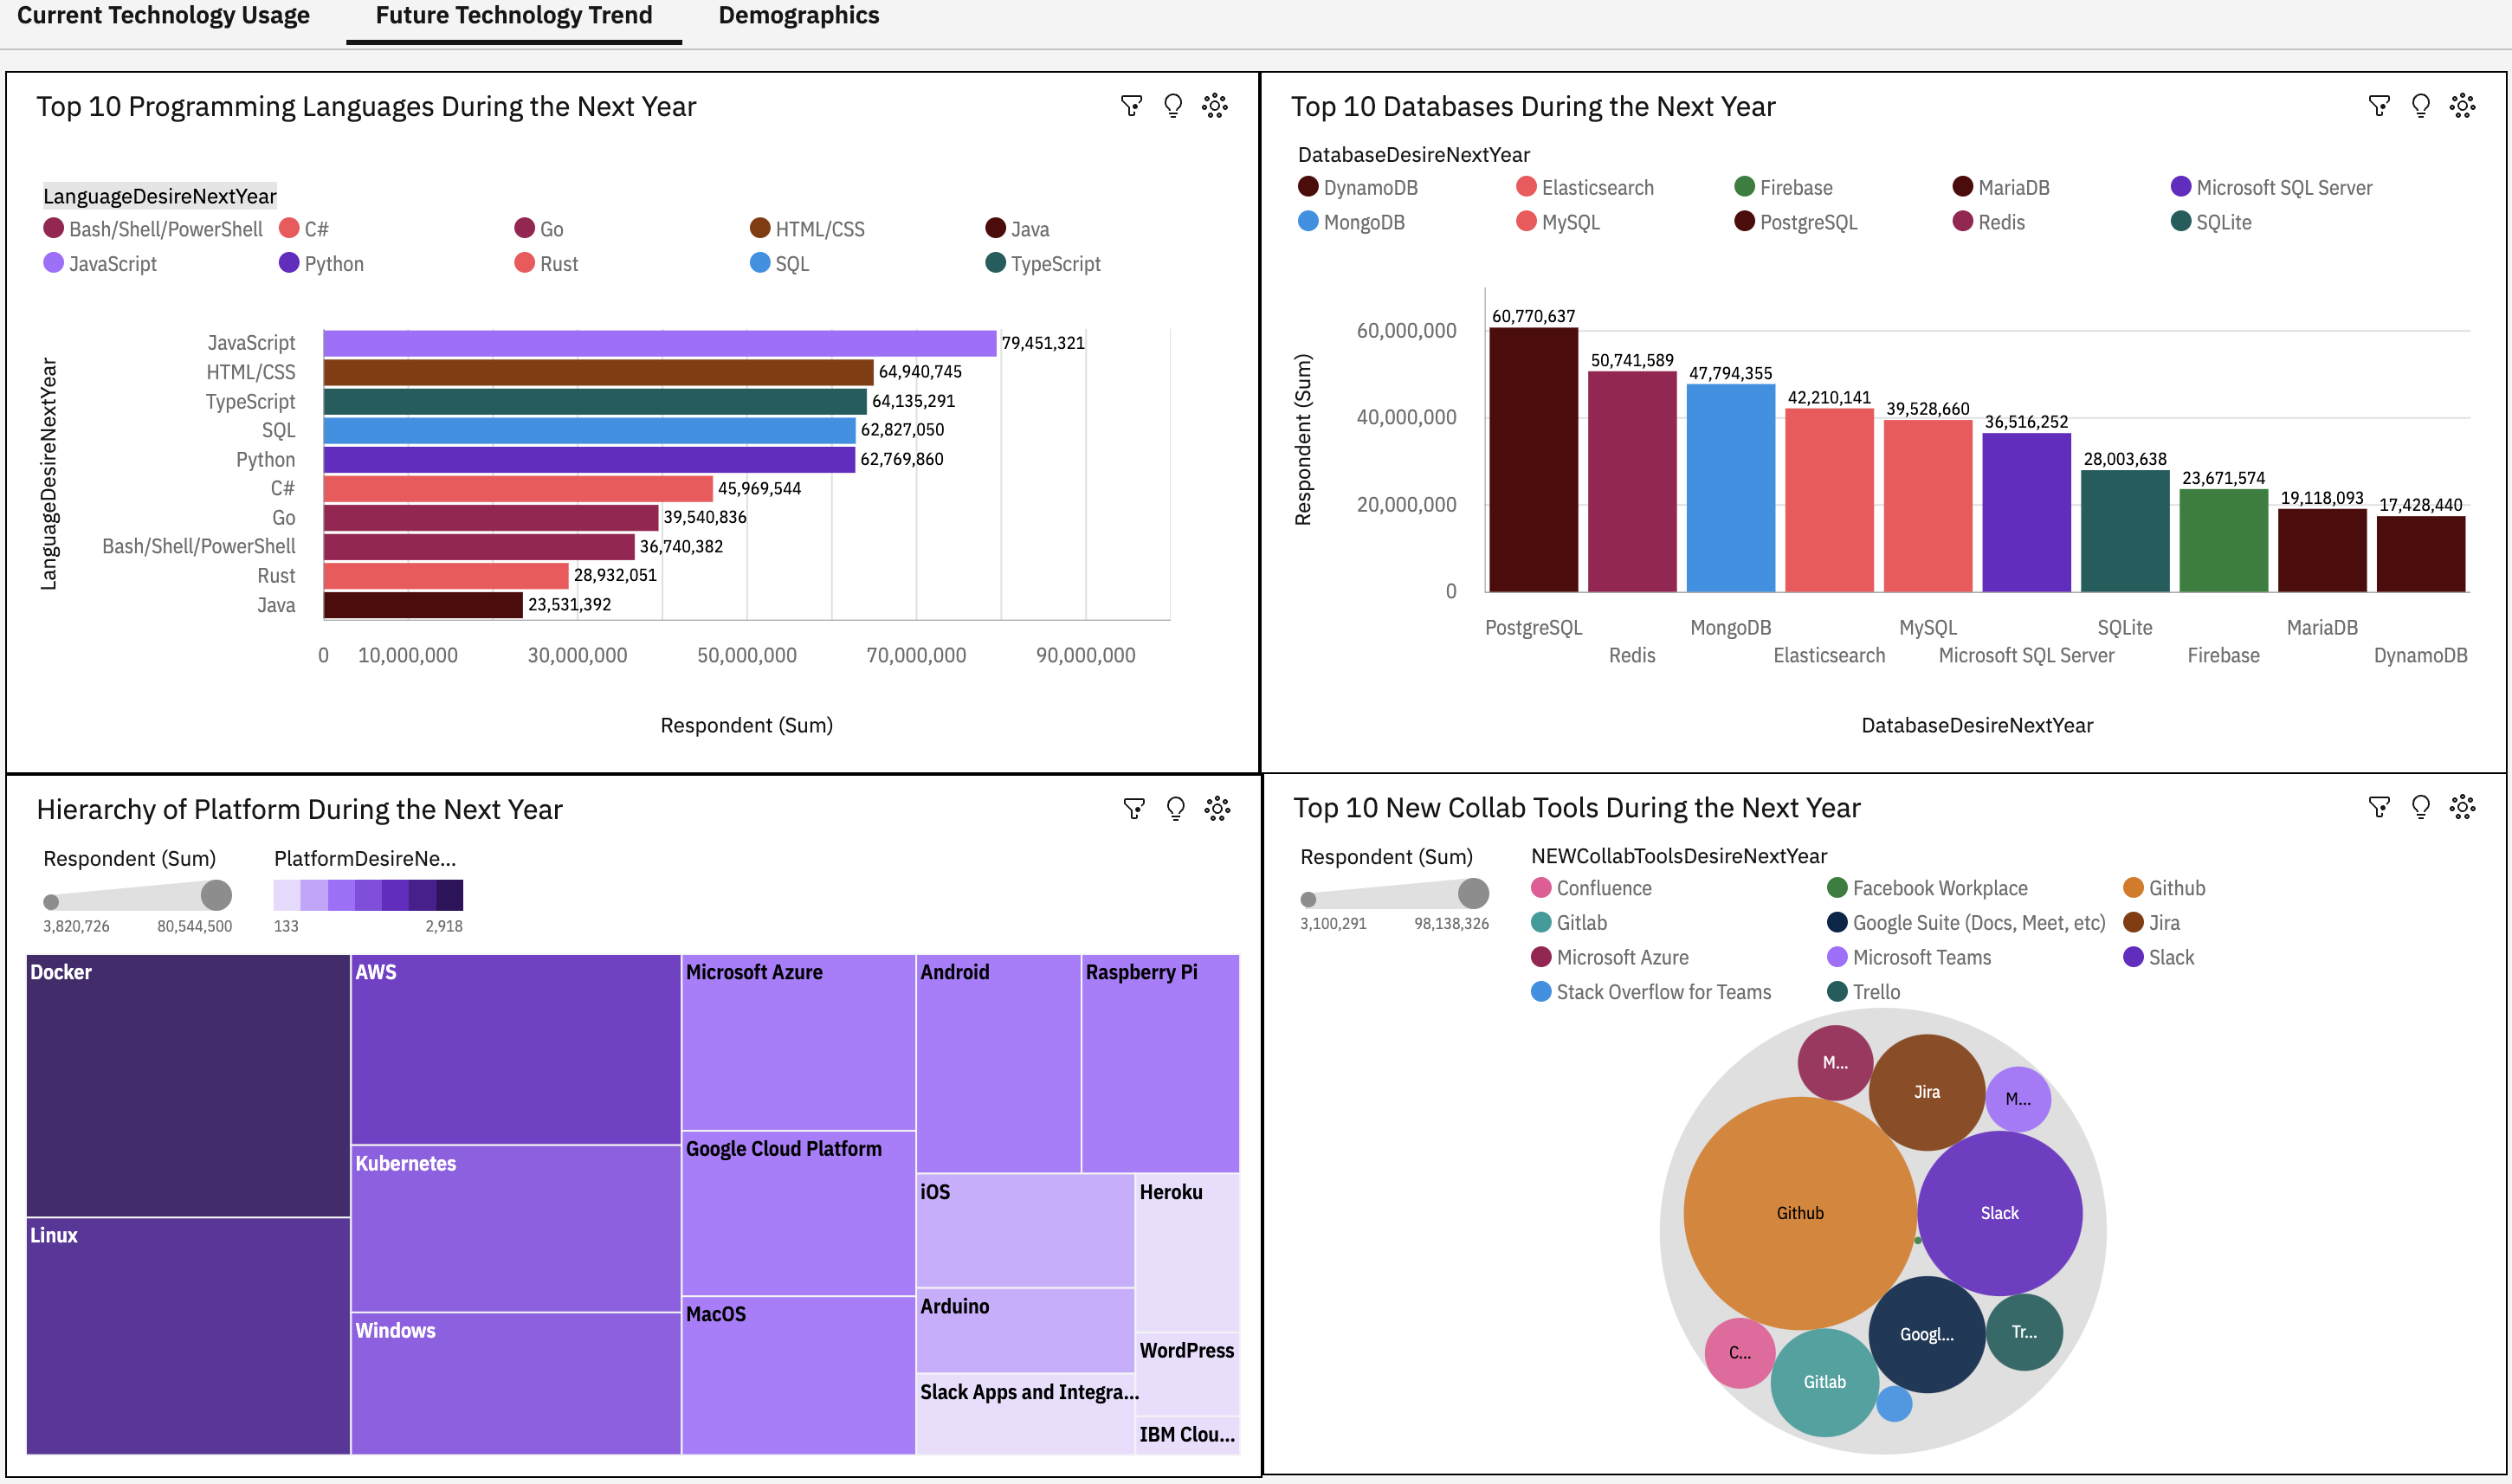 Current Technology Usage Future Technology Trend Demographics
Top 10 Programming Languages During the Next Year
LanguageDesireNextYear
Bash/Shell/PowerShell C# Go HTML/CSS Java
JavaScript Python Rust SQL TypeScript
LanguageDesireNextYear
JavaScript 79,451,321
HTML/CSS 64,940,745
TypeScript 64,135,291
SQL 62,827,050
Python 62,769,860
C# 45,969,544
Go 39,540,836
Bash/Shell/PowerShell 36,740,382
Rust 28,932,051
Java 23,531,392
0 10,000,000 30,000,000 50,000,000 70,000,000 90,000,000
Respondent (Sum)
Top 10 Databases During the Next Year
DatabaseDesireNextYear
DynamoDB Elasticsearch Firebase MariaDB Microsoft SQL Server
MongoDB MySQL PostgreSQL Redis SQLite
Respondent (Sum)
60,000,000
40,000,000
20,000,000
0
60,770,637
50,741,589
47,794,355
42,210,141
39,528,660
36,516,252
28,003,638
23,671,574
19,118,093
17,428,440
PostgreSQL MongoDB MySQL SQLite MariaDB
Redis Elasticsearch Microsoft SQL Server Firebase DynamoDB
DatabaseDesireNextYear
Hierarchy of Platform During the Next Year
Respondent (Sum) PlatformDesireNe...
3,820,726 80,544,500 133 2,918
Docker
Linux
AWS
Kubernetes
Windows
Microsoft Azure
Google Cloud Platform
MacOS
Android
Raspberry Pi
iOS
Arduino
Slack Apps and Integra...
Heroku
WordPress
IBM Clou...
Top 10 New Collab Tools During the Next Year
Respondent (Sum) NEWCollabToolsDesireNextYear
3,100,291 98,138,326
Confluence Facebook Workplace Github
Gitlab Google Suite (Docs, Meet, etc) Jira
Microsoft Azure Microsoft Teams Slack
Stack Overflow for Teams Trello
M...
Jira
M...
Github
Slack
Googl...
Tr...
C...
Gitlab